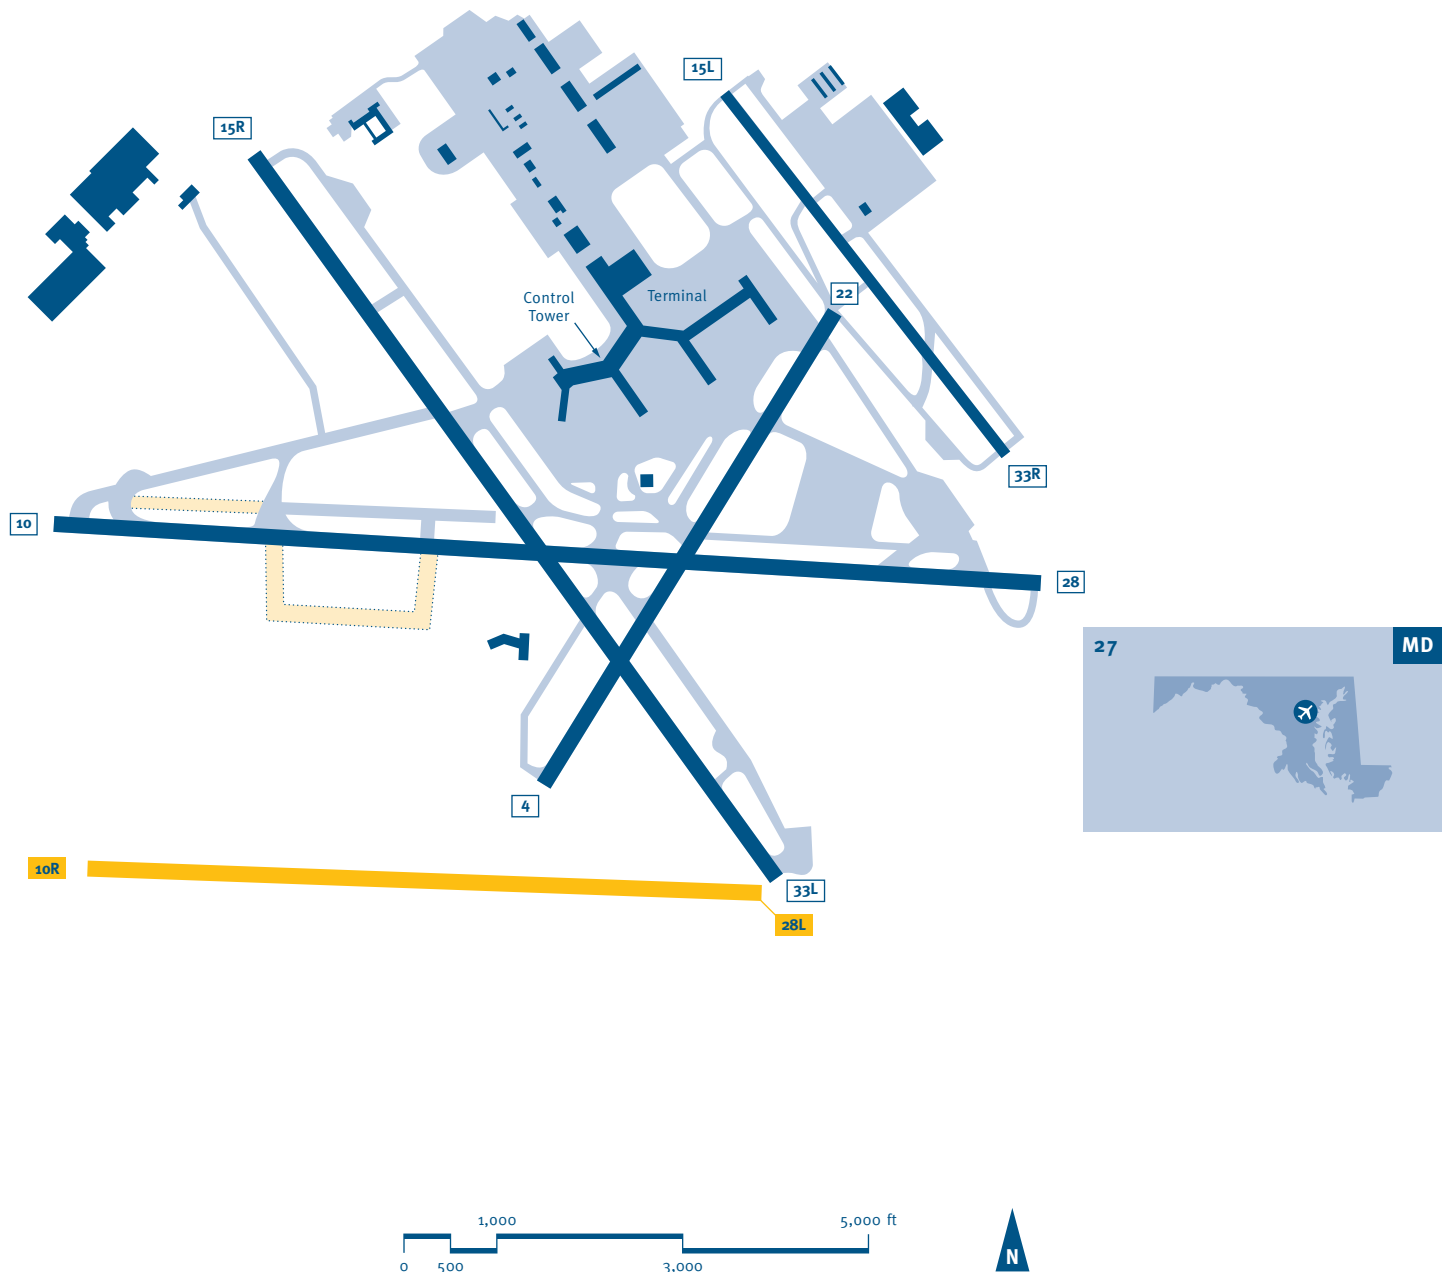 15L
15R
22
Control
Tower
Terminal
33R
10
28
27
MD
4
10R
33L
28L
1,000
5,000 ft
0
500
3,000
N